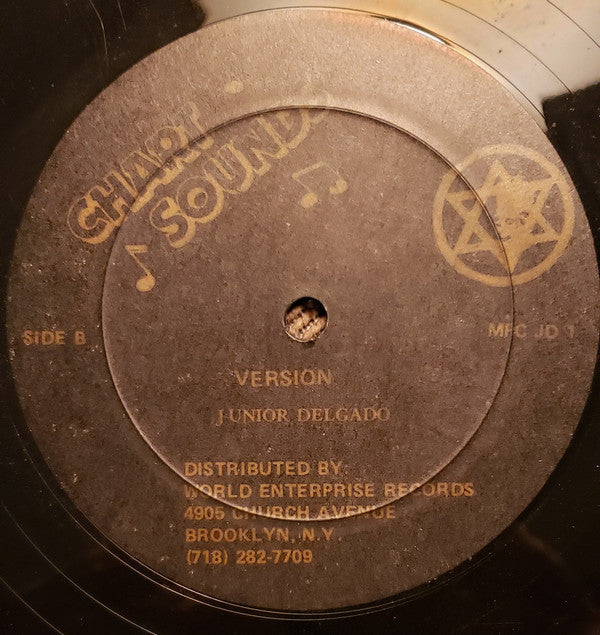 CHART
SOUNDS
SIDE B
MFC JD 1
VERSION
JUNIOR DELGADO
DISTRIBUTED BY:
WORLD ENTERPRISE RECORDS
4905 CHURCH AVENUE
BROOKLYN, N.Y.
(718) 282-7709